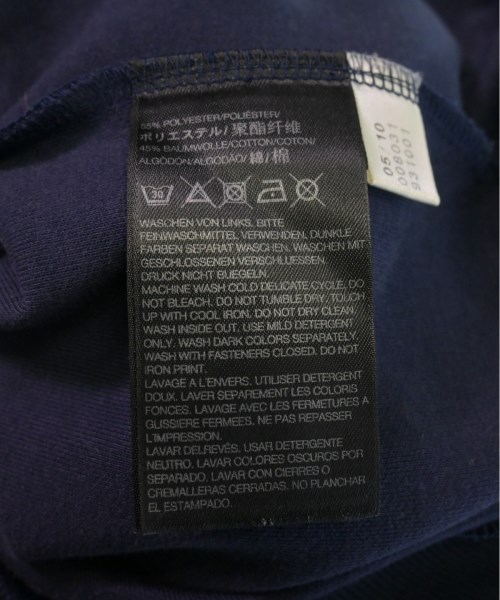 55% POLYESTER/POLIÉSTER/
ポリエステル/聚酯纤维
45% BAUMWOLLE/COTTON/COTON/
ALGODÓN/ALGODÃO/綿/棉
30
WASCHEN VON LINKS. BITTE
FEINWASCHMITTEL VERWENDEN. DUNKLE
FARBEN SEPARAT WASCHEN. WASCHEN MIT
GESCHLOSSENEN VERSCHLUESSEN.
DRUCK NICHT BUEGELN.
MACHINE WASH COLD DELICATE CYCLE. DO
NOT BLEACH. DO NOT TUMBLE DRY. TOUCH
UP WITH COOL IRON. DO NOT DRY CLEAN.
WASH INSIDE OUT. USE MILD DETERGENT
ONLY. WASH DARK COLORS SEPARATELY.
WASH WITH FASTENERS CLOSED. DO NOT
IRON PRINT.
LAVAGE A L'ENVERS. UTILISER DETERGENT
DOUX. LAVER SEPAREMENT LES COLORIS
FONCES. LAVAGE AVEC LES FERMETURES A
GLISSIERE FERMEES. NE PAS REPASSER
L'IMPRESSION.
LAVAR DELREVÉS. USAR DETERGENTE
NEUTRO. LAVAR COLORES OSCUROS POR
SEPARADO. LAVAR CON CIERRES O
CREMALLERAS CERRADAS. NO PLANCHAR
EL ESTAMPADO.
05/10
008031
931001